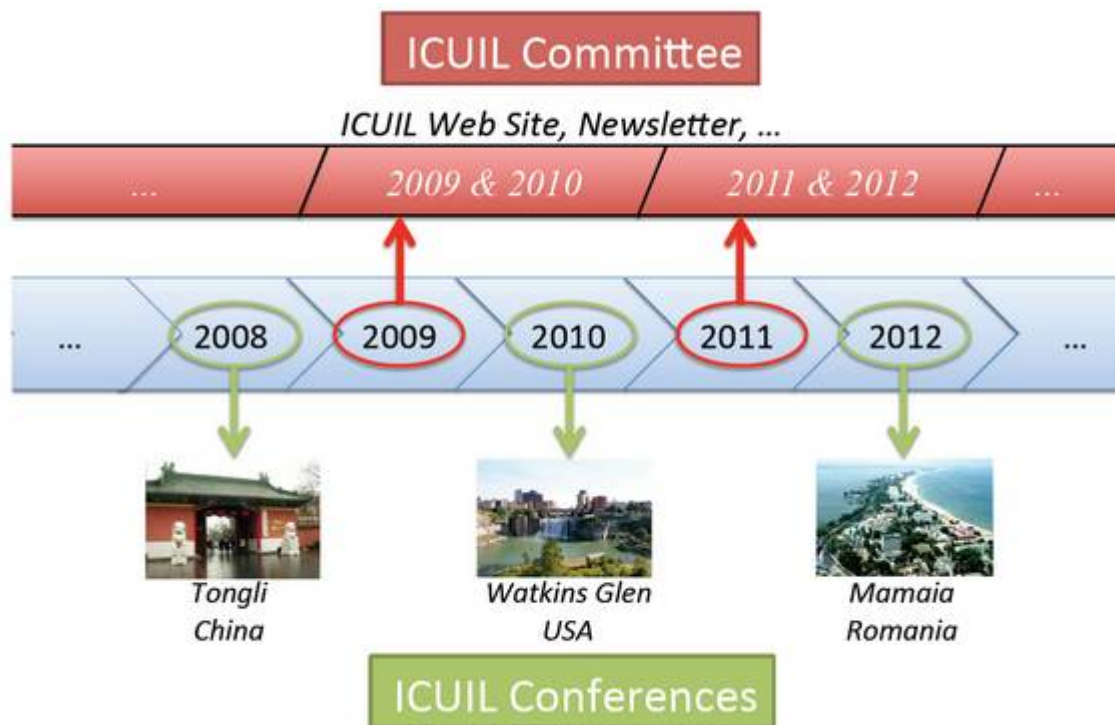 ICUIL Committee
ICUIL Web Site, Newsletter, ...
... 2009 & 2010 2011 & 2012 ...
... 2008 2009 2010 2011 2012 ...
Tongli Watkins Glen Mamaia
China USA Romania
ICUIL Conferences